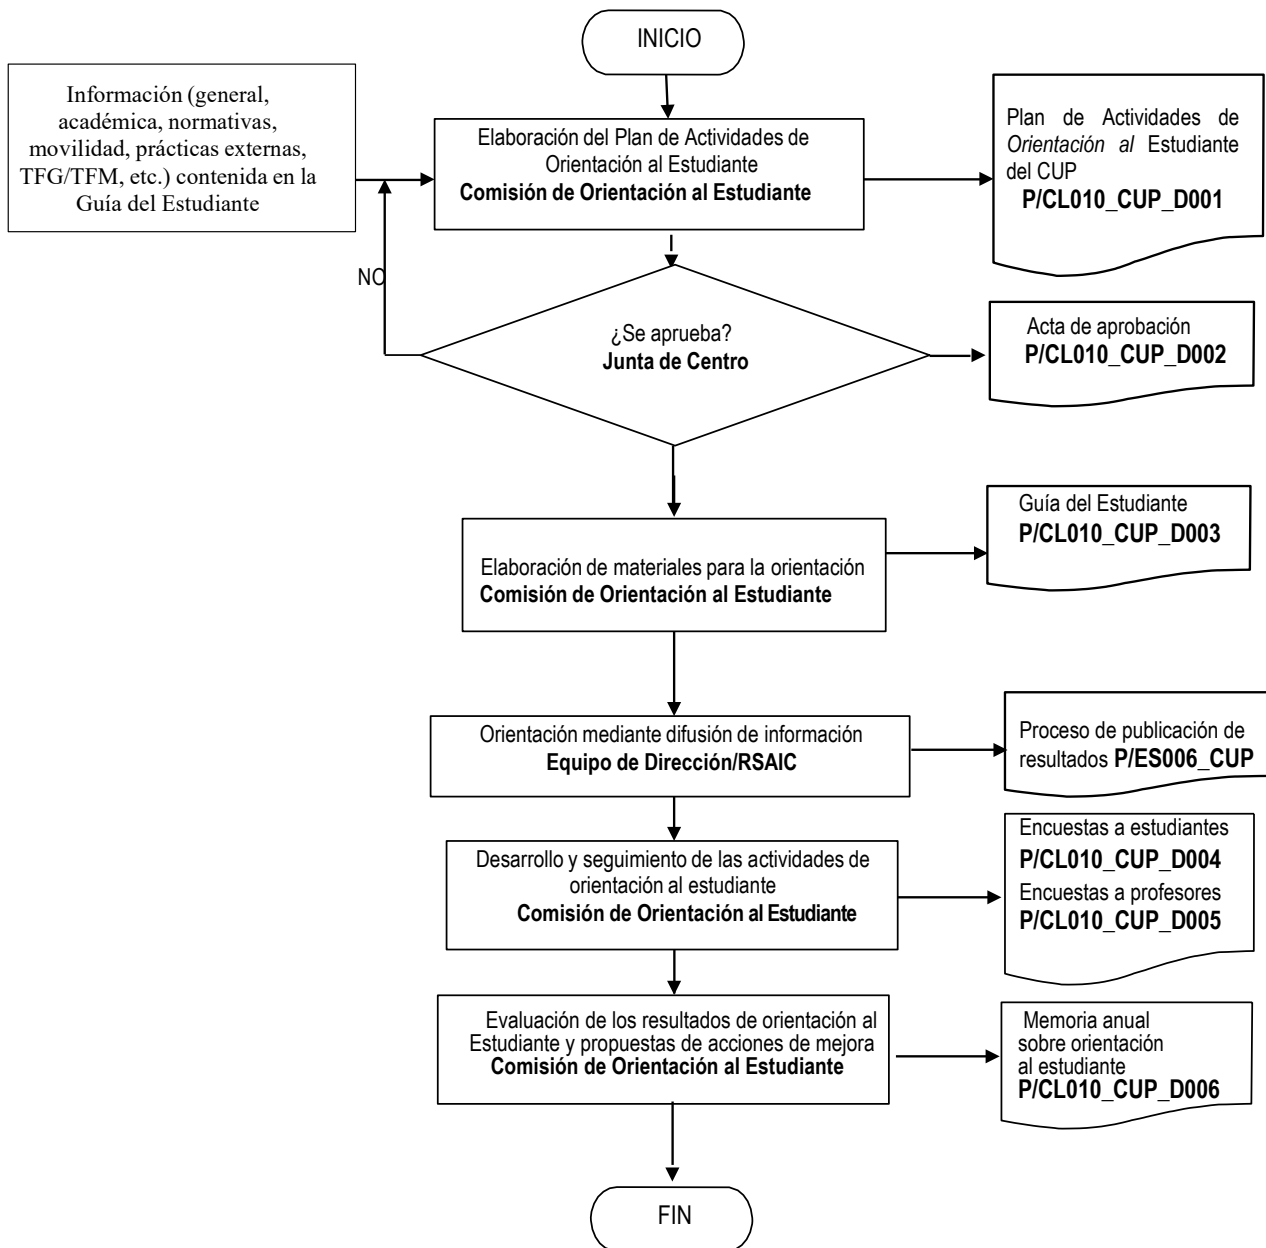 INICIO
Información (general,
académica, normativas,
movilidad, prácticas externas,
TFG/TFM, etc.) contenida en la
Guía del Estudiante
Elaboración del Plan de Actividades de
Orientación al Estudiante
Comisión de Orientación al Estudiante
Plan de Actividades de
Orientación al Estudiante
del CUP
P/CL010_CUP_D001
NO
¿Se aprueba?
Junta de Centro
Acta de aprobación
P/CL010_CUP_D002
Elaboración de materiales para la orientación
Comisión de Orientación al Estudiante
Guía del Estudiante
P/CL010_CUP_D003
Orientación mediante difusión de información
Equipo de Dirección/RSAIC
Proceso de publicación de
resultados P/ES006_CUP
Desarrollo y seguimiento de las actividades de
orientación al estudiante
Comisión de Orientación al Estudiante
Encuestas a estudiantes
P/CL010_CUP_D004
Encuestas a profesores
P/CL010_CUP_D005
Evaluación de los resultados de orientación al
Estudiante y propuestas de acciones de mejora
Comisión de Orientación al Estudiante
Memoria anual
sobre orientación
al estudiante
P/CL010_CUP_D006
FIN